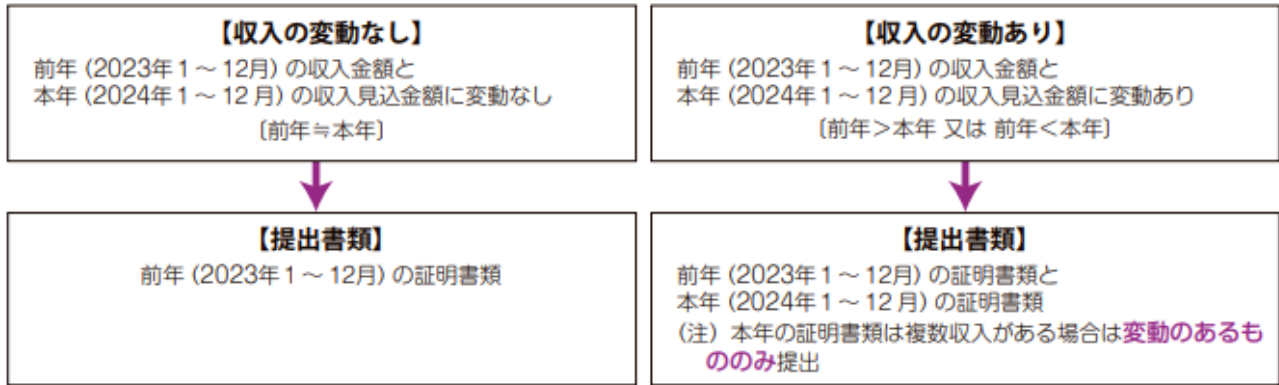 【収入の変動なし】
前年（2023年1～12月）の収入金額と
本年（2024年1～12月）の収入見込金額に変動なし
〔前年≒本年〕
【提出書類】
前年（2023年1～12月）の証明書類
【収入の変動あり】
前年（2023年1～12月）の収入金額と
本年（2024年1～12月）の収入見込金額に変動あり
〔前年＞本年 又は 前年＜本年〕
【提出書類】
前年（2023年1～12月）の証明書類と
本年（2024年1～12月）の証明書類
（注）本年の証明書類は複数収入がある場合は変動のあるも
ののみ提出